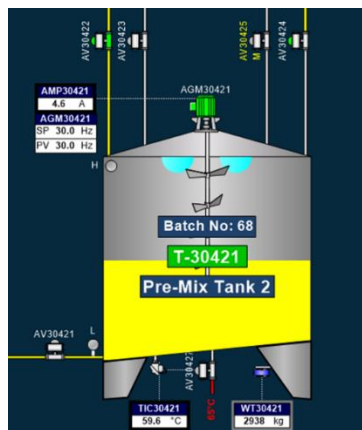 AV30422
AV30423
AV30425
M
AV30424
AMP30421
4.6 A
AGM30421
AGM30421
SP 30.0 Hz
PV 30.0 Hz
H
Batch No: 68
T-30421
Pre-Mix Tank 2
AV30421
L
AV30427
65°C
TIC30421
59.6 °C
WT30421
2938 kg